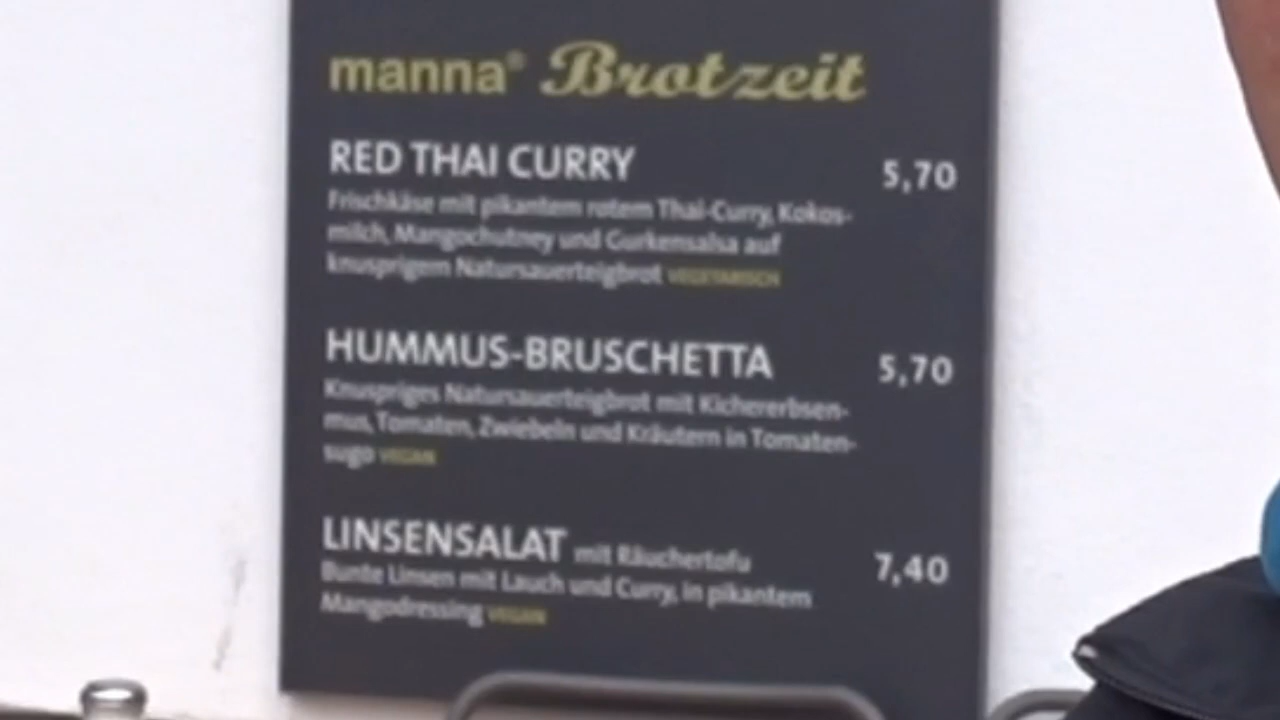 manna® Brotzeit
RED THAI CURRY 5,70
Frischkäse mit pikantem rotem Thai-Curry, Kokos-
milch, Mangochutney und Gurkensalsa auf
knusprigem Natursauerteigbrot VEGETARISCH
HUMMUS-BRUSCHETTA 5,70
Knuspriges Natursauerteigbrot mit Kichererbsen-
mus, Tomaten, Zwiebeln und Kräutern in Tomaten-
sugo VEGAN
LINSENSALAT mit Räuchertofu 7,40
Bunte Linsen mit Lauch und Curry, in pikantem
Mangodressing VEGAN